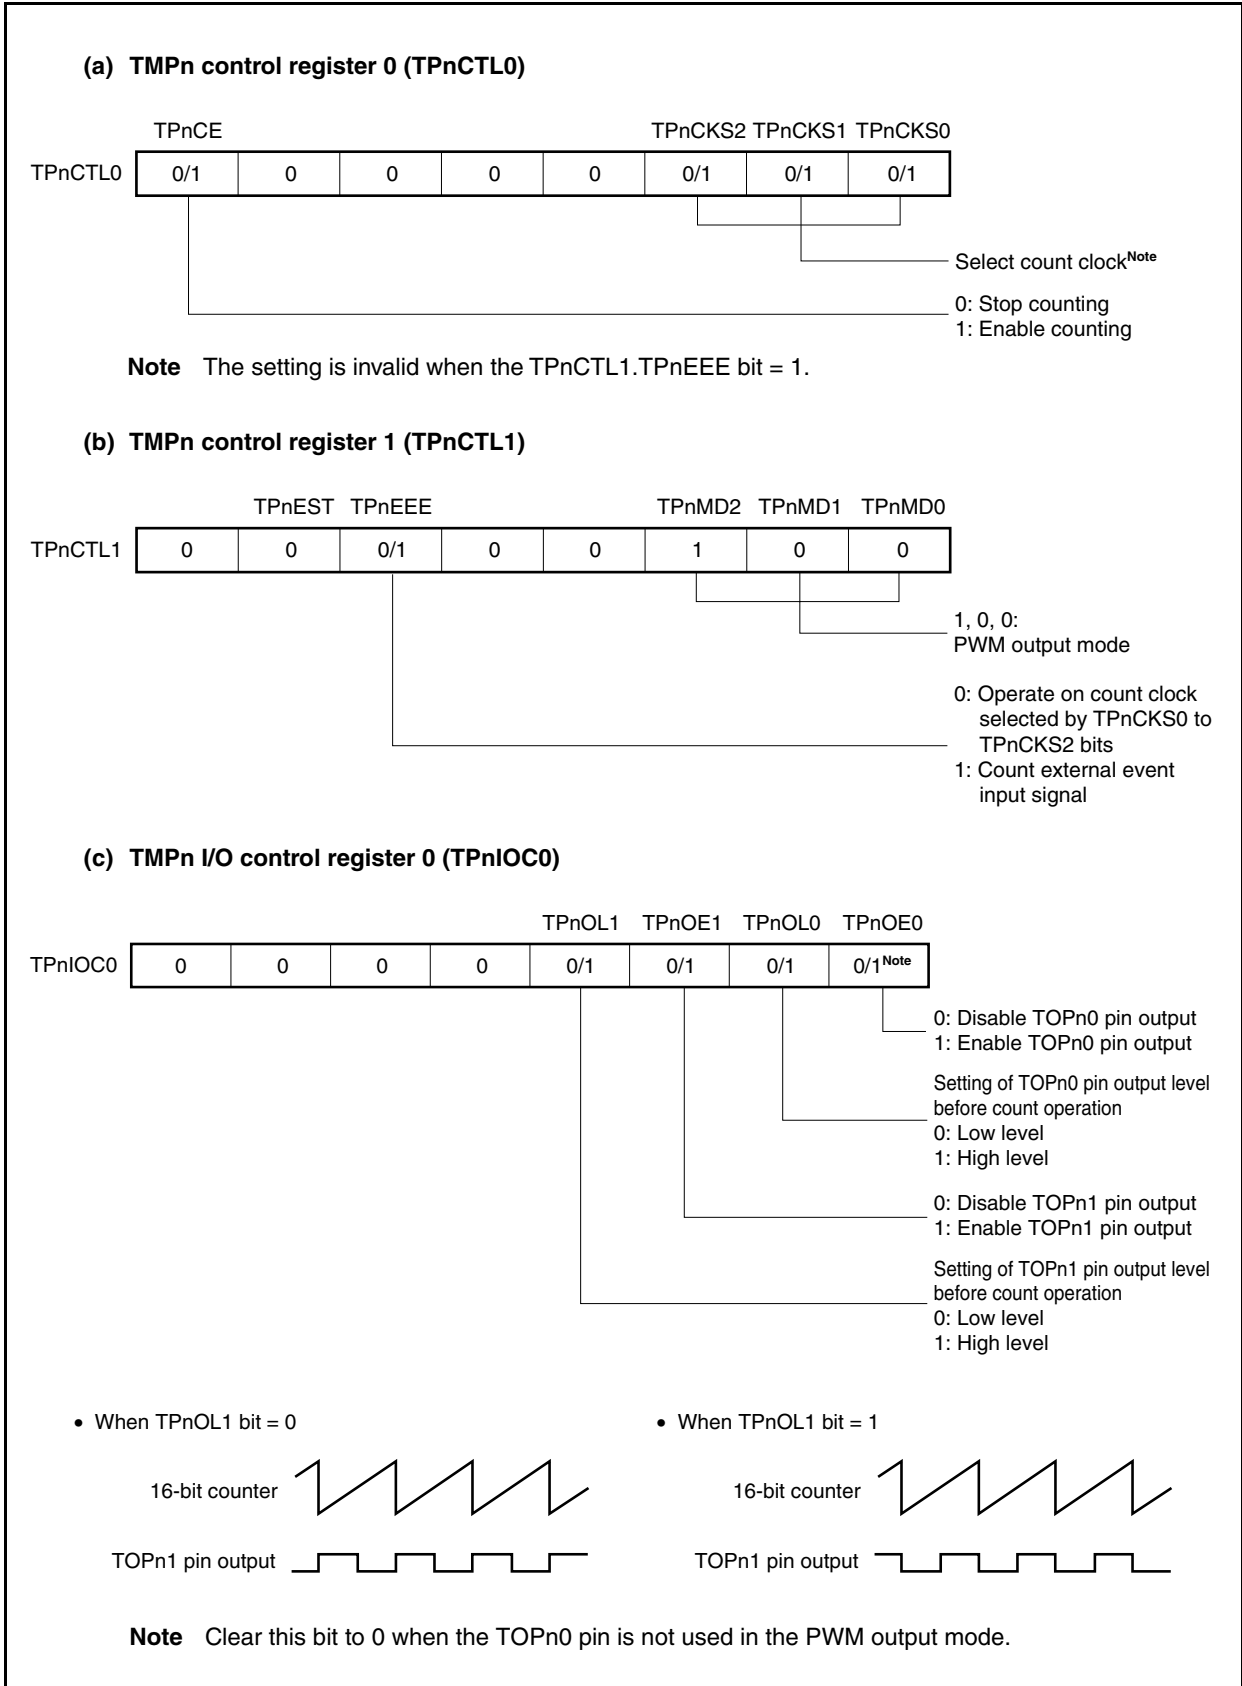 (a) TMPn control register 0 (TPnCTL0)
TPnCE TPnCKS2 TPnCKS1 TPnCKS0
TPnCTL0 0/1 0 0 0 0 0/1 0/1 0/1
Select count clockNote
0: Stop counting
1: Enable counting
Note The setting is invalid when the TPnCTL1.TPnEEE bit = 1.
(b) TMPn control register 1 (TPnCTL1)
TPnEST TPnEEE TPnMD2 TPnMD1 TPnMD0
TPnCTL1 0 0 0/1 0 0 1 0 0
1, 0, 0:
PWM output mode
0: Operate on count clock
selected by TPnCKS0 to
TPnCKS2 bits
1: Count external event
input signal
(c) TMPn I/O control register 0 (TPnIOC0)
TPnOL1 TPnOE1 TPnOL0 TPnOE0
TPnIOC0 0 0 0 0 0/1 0/1 0/1 0/1Note
0: Disable TOPn0 pin output
1: Enable TOPn0 pin output
Setting of TOPn0 pin output level
before count operation
0: Low level
1: High level
0: Disable TOPn1 pin output
1: Enable TOPn1 pin output
Setting of TOPn1 pin output level
before count operation
0: Low level
1: High level
• When TPnOL1 bit = 0
16-bit counter
TOPn1 pin output
• When TPnOL1 bit = 1
16-bit counter
TOPn1 pin output
Note Clear this bit to 0 when the TOPn0 pin is not used in the PWM output mode.